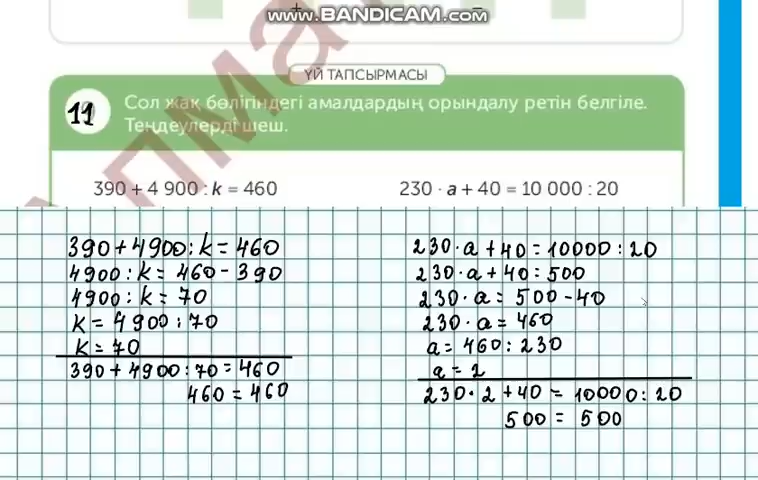 www.BANDICAM.com
ҮЙ ТАПСЫРМАСЫ
11 Сол жақ бөлігіндегі амалдардың орындалу ретін белгіле.
Теңдеулерді шеш.
390 + 4 900 : k = 460
230 · a + 40 = 10 000 : 20
390 + 4900 : k = 460
4900 : k = 460 - 390
4900 : k = 70
k = 4900 : 70
k = 70
390 + 4900 : 70 = 460
460 = 460
230 · a + 40 = 10000 : 20
230 · a + 40 = 500
230 · a = 500 - 40
230 · a = 460
a = 460 : 230
a = 2
230 · 2 + 40 = 10000 : 20
500 = 500